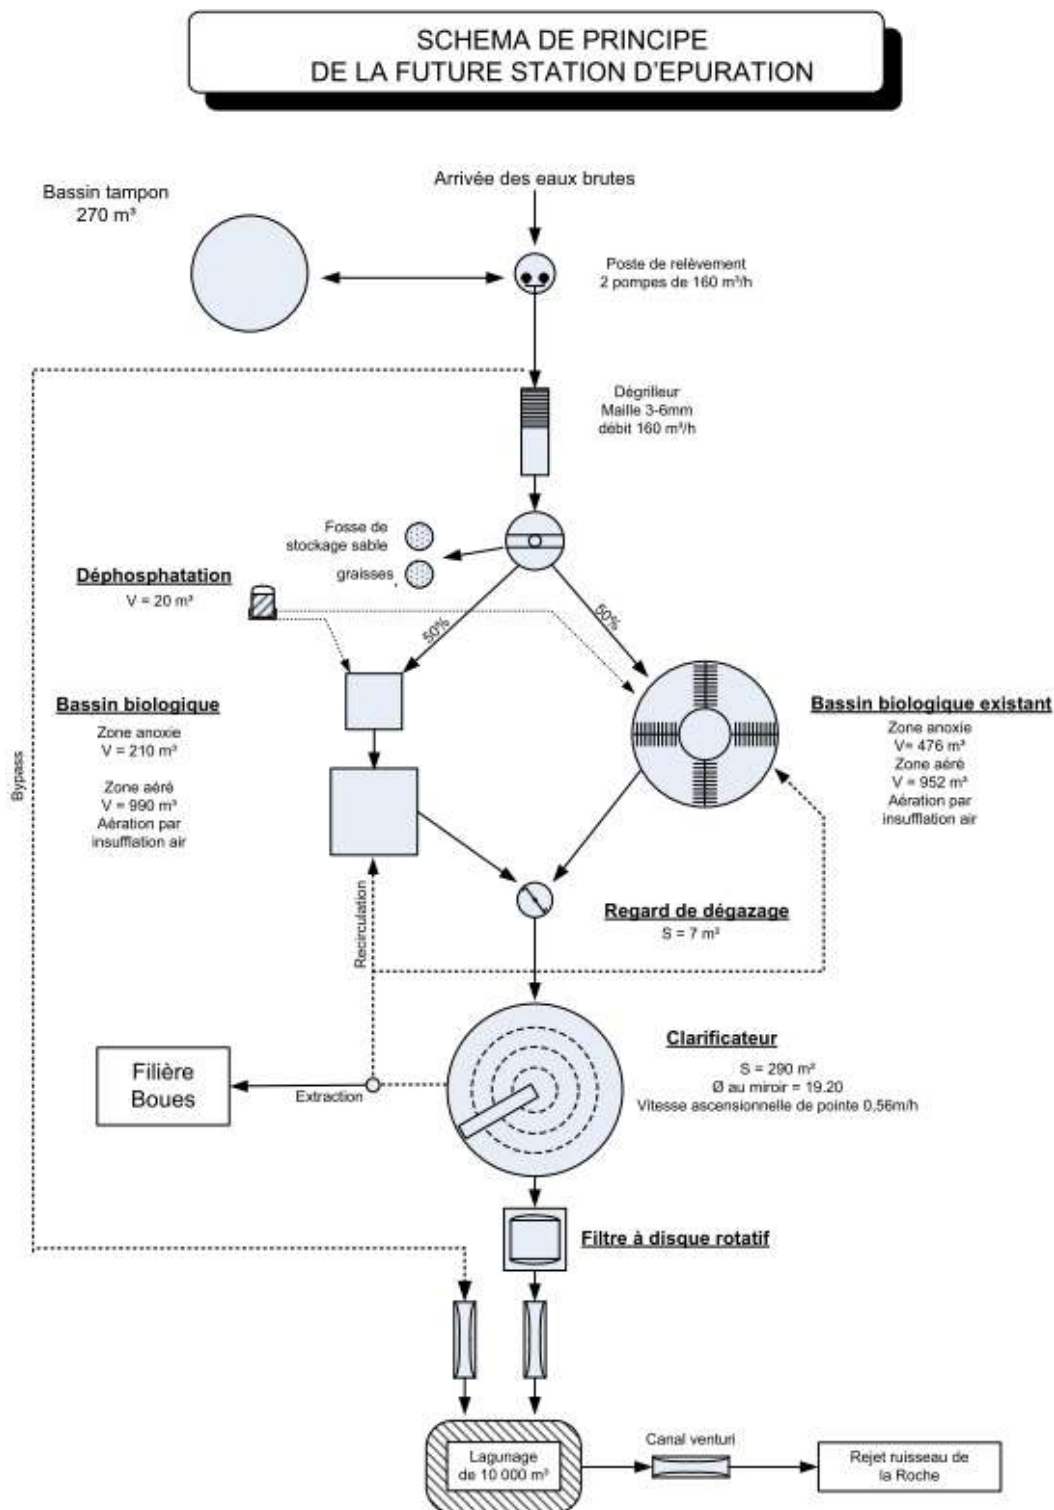 SCHEMA DE PRINCIPE
DE LA FUTURE STATION D'EPURATION
Arrivée des eaux brutes
Bassin tampon
270 m³
Poste de relèvement
2 pompes de 160 m³/h
Dégrilleur
Maille 3-6mm
débit 160 m³/h
Fosse de
stockage sable
graisses
Déphosphatation
V = 20 m³
50%
50%
Bassin biologique
Zone anoxie
V = 210 m³
Zone aéré
V = 990 m³
Aération par
insufflation air
Bassin biologique existant
Zone anoxie
V= 476 m³
Zone aéré
V = 952 m³
Aération par
insufflation air
Bypass
Recirculation
Regard de dégazage
S = 7 m²
Clarificateur
S = 290 m²
Ø au miroir = 19.20
Vitesse ascensionnelle de pointe 0,56m/h
Filière
Boues
Extraction
Filtre à disque rotatif
Lagunage
de 10 000 m³
Canal venturi
Rejet ruisseau de
la Roche